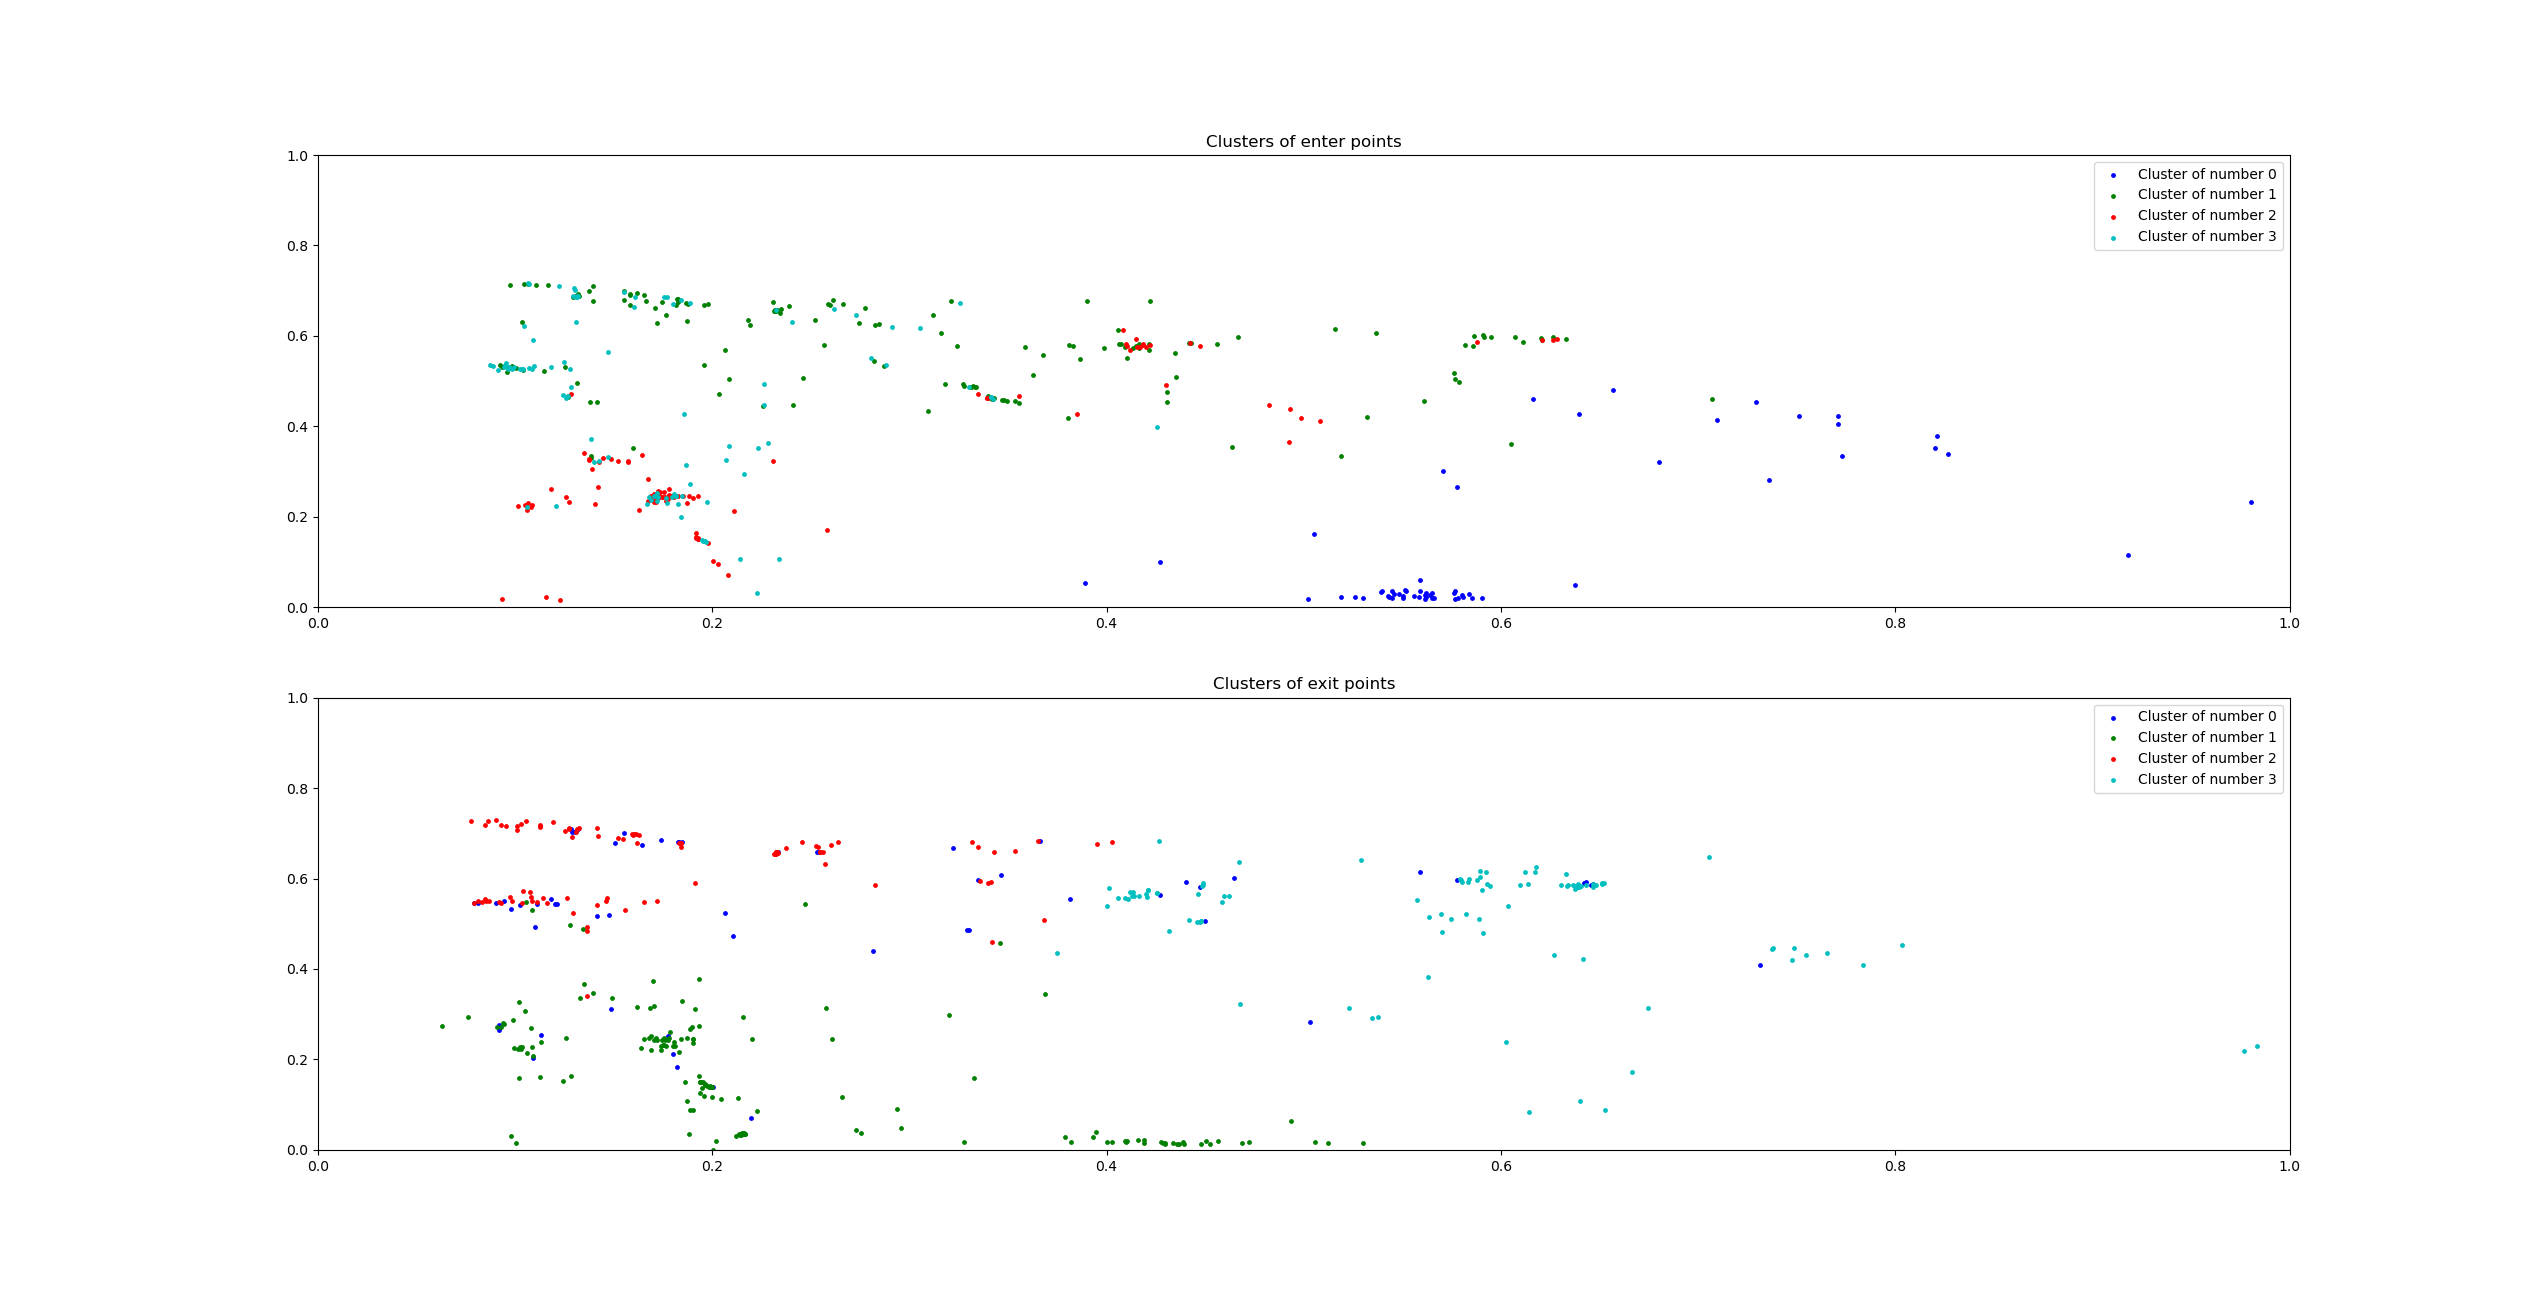 Clusters of enter points
1.0
0.8
0.6
0.4
0.2
0.0
0.0 0.2 0.4 0.6 0.8 1.0
Cluster of number 0
Cluster of number 1
Cluster of number 2
Cluster of number 3
Clusters of exit points
1.0
0.8
0.6
0.4
0.2
0.0
0.0 0.2 0.4 0.6 0.8 1.0
Cluster of number 0
Cluster of number 1
Cluster of number 2
Cluster of number 3